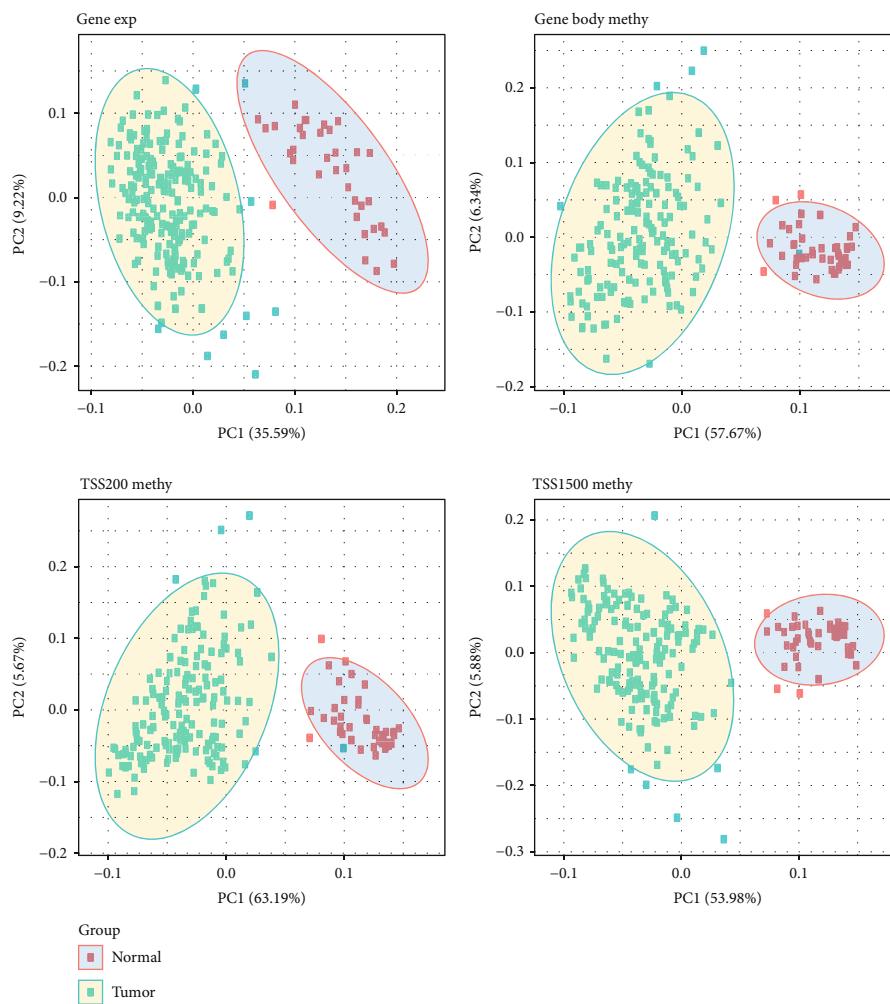 Gene exp
0.1
0.0
−0.1
−0.2
PC2 (9.22%)
−0.1 0.0 0.1 0.2
PC1 (35.59%)
Gene body methy
0.2
0.1
0.0
−0.1
−0.2
PC2 (6.34%)
−0.1 0.0 0.1
PC1 (57.67%)
TSS200 methy
0.2
0.1
0.0
−0.1
−0.2
PC2 (5.67%)
−0.1 0.0 0.1
PC1 (63.19%)
TSS1500 methy
0.2
0.1
0.0
−0.1
−0.2
−0.3
PC2 (5.88%)
−0.1 0.0 0.1
PC1 (53.98%)
Group
Normal
Tumor